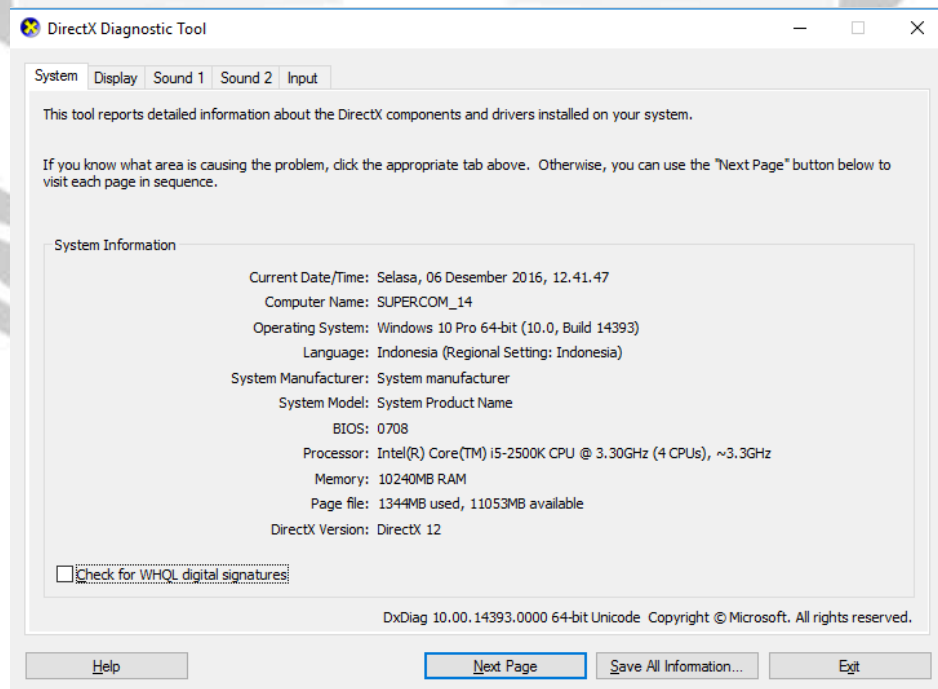 DirectX Diagnostic Tool
System Display Sound 1 Sound 2 Input
This tool reports detailed information about the DirectX components and drivers installed on your system.
If you know what area is causing the problem, click the appropriate tab above.  Otherwise, you can use the "Next Page" button below to
visit each page in sequence.
System Information
Current Date/Time: Selasa, 06 Desember 2016, 12.41.47
Computer Name: SUPERCOM_14
Operating System: Windows 10 Pro 64-bit (10.0, Build 14393)
Language: Indonesia (Regional Setting: Indonesia)
System Manufacturer: System manufacturer
System Model: System Product Name
BIOS: 0708
Processor: Intel(R) Core(TM) i5-2500K CPU @ 3.30GHz (4 CPUs), ~3.3GHz
Memory: 10240MB RAM
Page file: 1344MB used, 11053MB available
DirectX Version: DirectX 12
Check for WHQL digital signatures
DxDiag 10.00.14393.0000 64-bit Unicode  Copyright © Microsoft. All rights reserved.
Help Next Page Save All Information... Exit